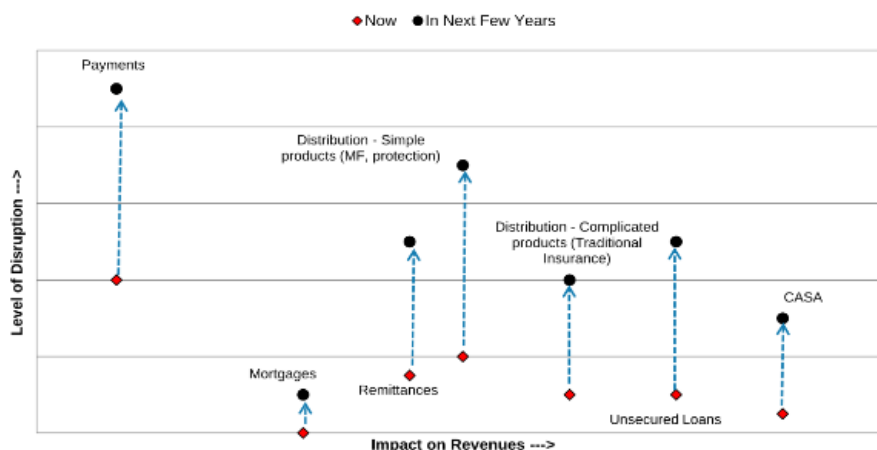 Now In Next Few Years
Payments
Distribution - Simple
products (MF, protection)
Distribution - Complicated
products (Traditional
Insurance)
CASA
Mortgages
Remittances
Unsecured Loans
Level of Disruption --->
Impact on Revenues --->